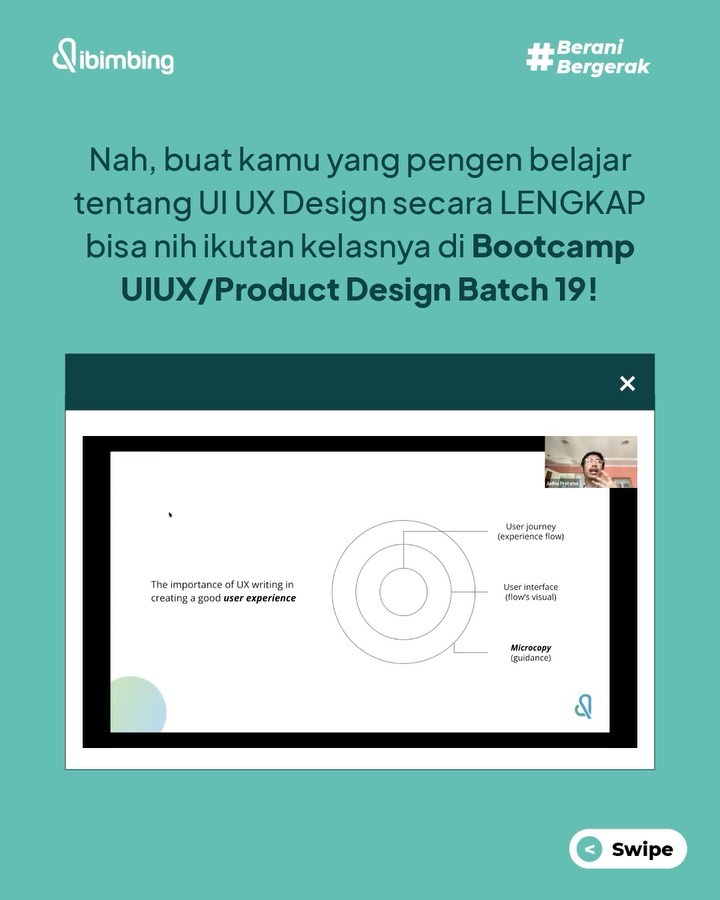 dibimbing
#Berani
Bergerak
Nah, buat kamu yang pengen belajar
tentang UI UX Design secara LENGKAP
bisa nih ikutan kelasnya di Bootcamp
UIUX/Product Design Batch 19!
User journey
(experience flow)
The importance of UX writing in
creating a good user experience
User interface
(flow's visual)
Microcopy
(guidance)
< Swipe